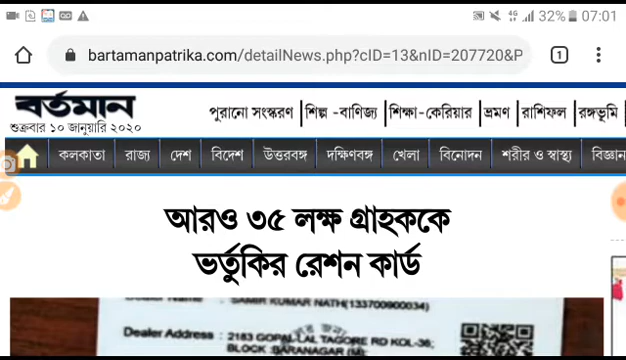 32% 07:01
bartamanpatrika.com/detailNews.php?cID=13&nID=207720&P
1
বর্তমান
শুক্রবার ১০ জানুয়ারি ২০২০
পুরানো সংস্করণ | শিল্প -বাণিজ্য | শিক্ষা-কেরিয়ার | ভ্রমণ | রাশিফল | রঙ্গভূমি
কলকাতা | রাজ্য | দেশ | বিদেশ | উত্তরবঙ্গ | দক্ষিণবঙ্গ | খেলা | বিনোদন | শরীর ও স্বাস্থ্য | বিজ্ঞান
আরও ৩৫ লক্ষ গ্রাহককে
ভর্তুকির রেশন কার্ড
Dealer Name : SAMIR KUMAR NATH(133700900034)
Dealer Address : 2183 GOPAL LAL TAGORE RD KOL-36;
BLOCK :BARANAGAR (M);